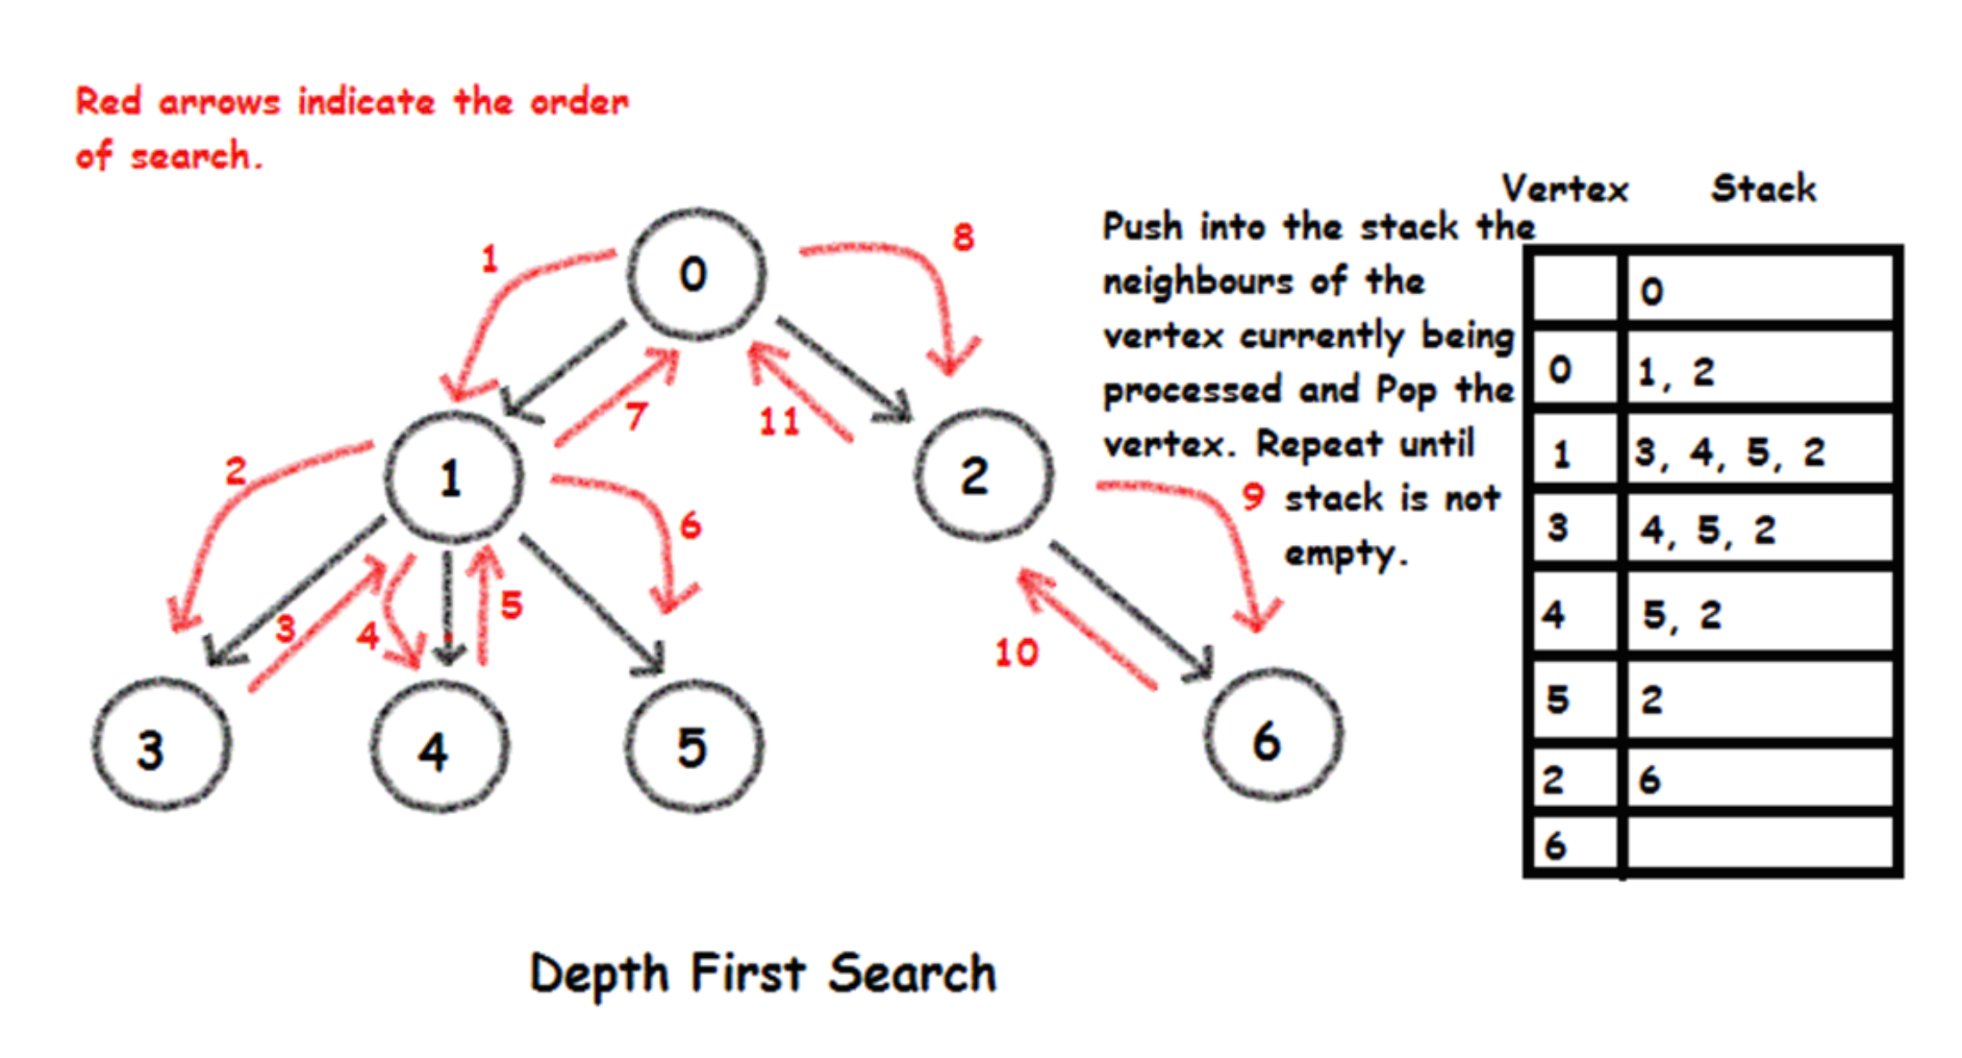 Red arrows indicate the order
of search.
0
1
2
3
4
5
6
1
2
3
4
5
6
7
8
9
10
11
Push into the stack the
neighbours of the
vertex currently being
processed and Pop the
vertex. Repeat until
stack is not
empty.
Vertex Stack
0
0 1, 2
1 3, 4, 5, 2
3 4, 5, 2
4 5, 2
5 2
2 6
6
Depth First Search